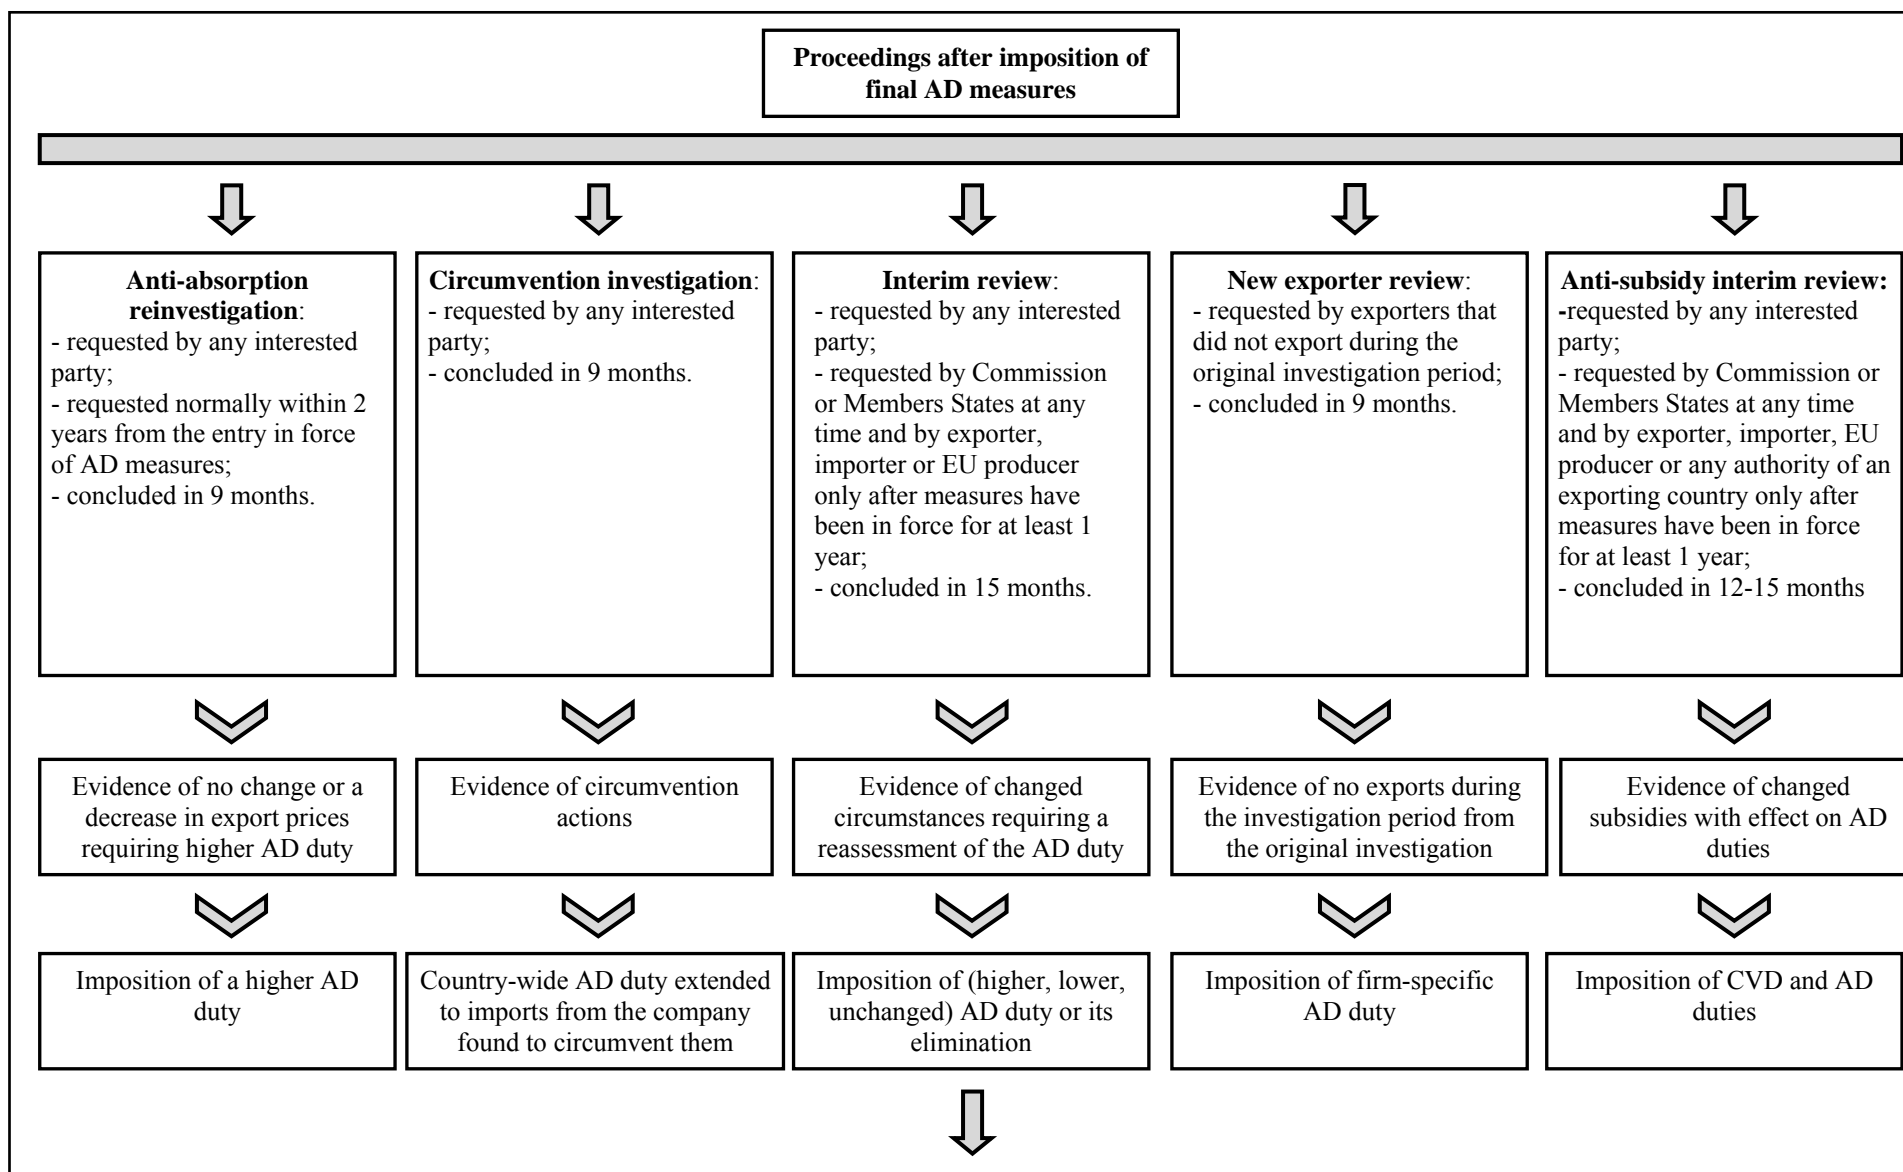 Proceedings after imposition of
final AD measures
Anti-absorption
reinvestigation:
- requested by any interested
party;
- requested normally within 2
years from the entry in force
of AD measures;
- concluded in 9 months.
Circumvention investigation:
- requested by any interested
party;
- concluded in 9 months.
Interim review:
- requested by any interested
party;
- requested by Commission
or Members States at any
time and by exporter,
importer or EU producer
only after measures have
been in force for at least 1
year;
- concluded in 15 months.
New exporter review:
- requested by exporters that
did not export during the
original investigation period;
- concluded in 9 months.
Anti-subsidy interim review:
-requested by any interested
party;
- requested by Commission or
Members States at any time
and by exporter, importer, EU
producer or any authority of an
exporting country only after
measures have been in force
for at least 1 year;
- concluded in 12-15 months
Evidence of no change or a
decrease in export prices
requiring higher AD duty
Evidence of circumvention
actions
Evidence of changed
circumstances requiring a
reassessment of the AD duty
Evidence of no exports during
the investigation period from
the original investigation
Evidence of changed
subsidies with effect on AD
duties
Imposition of a higher AD
duty
Country-wide AD duty extended
to imports from the company
found to circumvent them
Imposition of (higher, lower,
unchanged) AD duty or its
elimination
Imposition of firm-specific
AD duty
Imposition of CVD and AD
duties